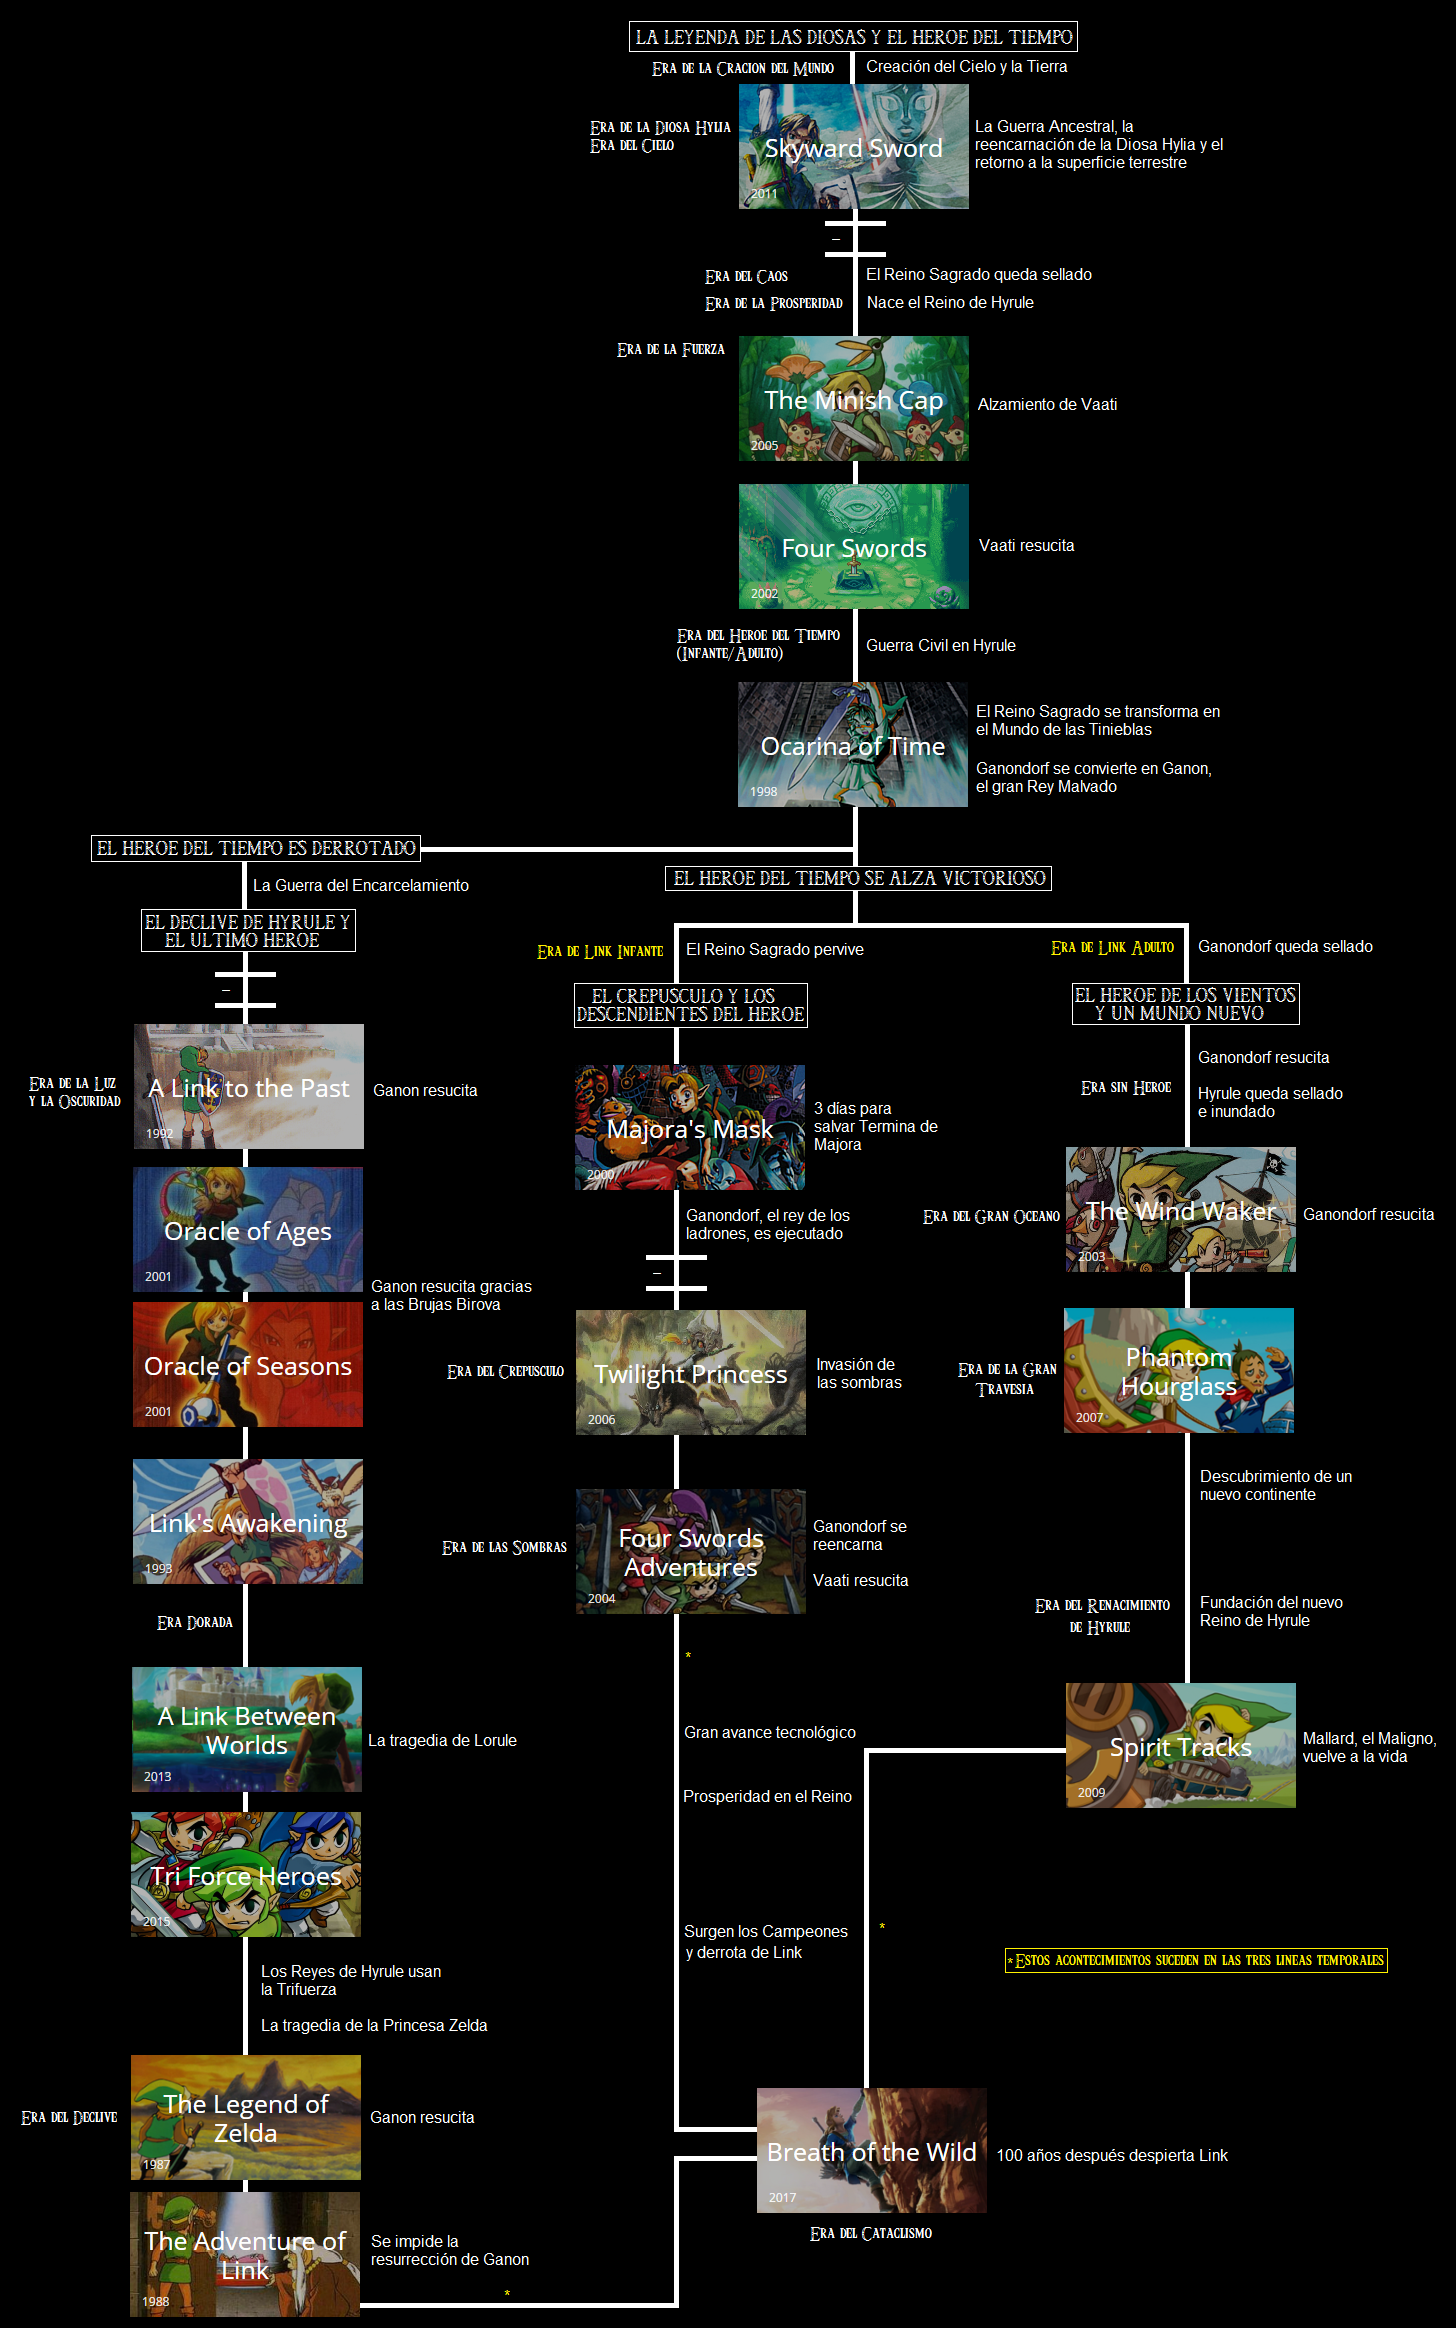 LA LEYENDA DE LAS DIOSAS Y EL HEROE DEL TIEMPO
Era de la Cracion del Mundo
Creación del Cielo y la Tierra
Era de la Diosa Hylia
Era del Cielo
Skyward Sword
2011
La Guerra Ancestral, la
reencarnación de la Diosa Hylia y el
retorno a la superficie terrestre
Era del Caos
El Reino Sagrado queda sellado
Era de la Prosperidad
Nace el Reino de Hyrule
Era de la Fuerza
The Minish Cap
2005
Alzamiento de Vaati
Four Swords
2002
Vaati resucita
Era del Heroe del Tiempo
(Infante/Adulto)
Guerra Civil en Hyrule
Ocarina of Time
1998
El Reino Sagrado se transforma en
el Mundo de las Tinieblas
Ganondorf se convierte en Ganon,
el gran Rey Malvado
EL HEROE DEL TIEMPO ES DERROTADO
La Guerra del Encarcelamiento
EL DECLIVE DE HYRULE Y
EL ULTIMO HEROE
Era de la Luz
y la Oscuridad
A Link to the Past
1992
Ganon resucita
Oracle of Ages
2001
Ganon resucita gracias
a las Brujas Birova
Oracle of Seasons
2001
Link's Awakening
1993
Era Dorada
A Link Between
Worlds
2013
La tragedia de Lorule
Tri Force Heroes
2015
Los Reyes de Hyrule usan
la Trifuerza
La tragedia de la Princesa Zelda
Era del Declive
The Legend of
Zelda
1987
Ganon resucita
The Adventure of
Link
1988
Se impide la
resurrección de Ganon
*
EL HEROE DEL TIEMPO SE ALZA VICTORIOSO
Era de Link Infante
El Reino Sagrado pervive
EL CREPUSCULO Y LOS
DESCENDIENTES DEL HEROE
Majora's Mask
2000
3 días para
salvar Termina de
Majora
Ganondorf, el rey de los
ladrones, es ejecutado
Era del Crepusculo
Twilight Princess
2006
Invasión de
las sombras
Era de las Sombras
Four Swords
Adventures
2004
Ganondorf se
reencarna
Vaati resucita
*
Gran avance tecnológico
Prosperidad en el Reino
Surgen los Campeones
y derrota de Link
*
Era de Link Adulto
Ganondorf queda sellado
EL HEROE DE LOS VIENTOS
Y UN MUNDO NUEVO
Ganondorf resucita
Era sin Heroe
Hyrule queda sellado
e inundado
Era del Gran Oceano
The Wind Waker
2003
Ganondorf resucita
Era de la Gran
Travesia
Phantom
Hourglass
2007
Descubrimiento de un
nuevo continente
Era del Renacimiento
de Hyrule
Fundación del nuevo
Reino de Hyrule
Spirit Tracks
2009
Mallard, el Maligno,
vuelve a la vida
*Estos acontecimientos suceden en las tres lineas temporales
Breath of the Wild
2017
100 años después despierta Link
Era del Cataclismo